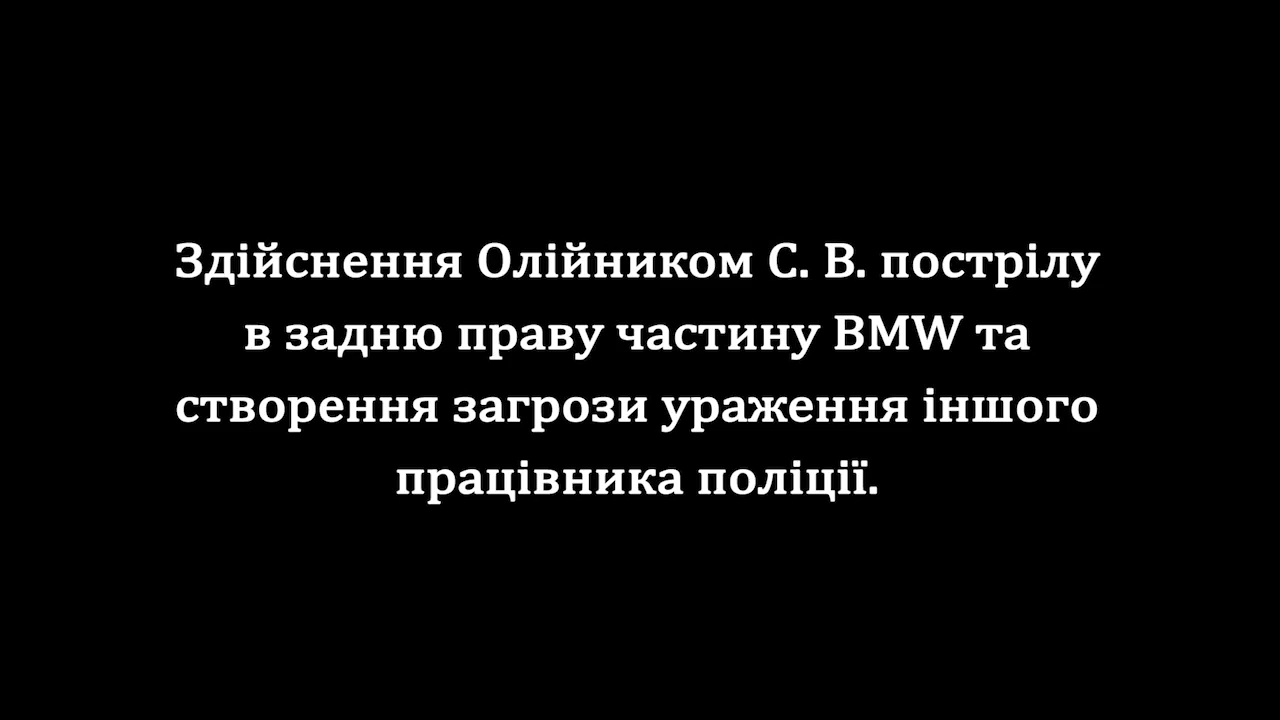 Здійснення Олійником С. В. пострілу
в задню праву частину BMW та
створення загрози ураження іншого
працівника поліції.